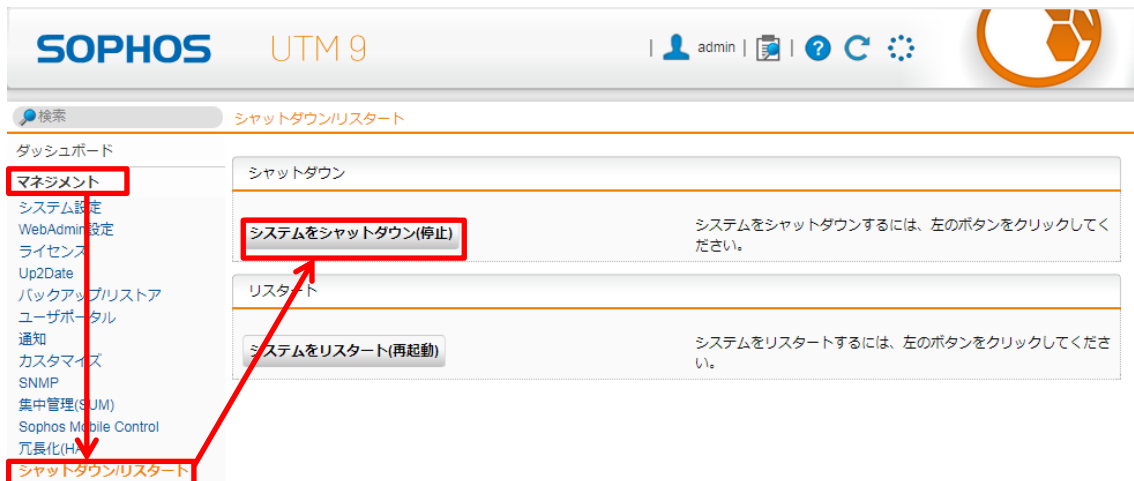 SOPHOS UTM 9
| admin | |
検索
シャットダウン/リスタート
ダッシュボード
マネジメント
システム設定
WebAdmin設定
ライセンス
Up2Date
バックアップ/リストア
ユーザポータル
通知
カスタマイズ
SNMP
集中管理(SUM)
Sophos Mobile Control
冗長化(HA)
シャットダウン/リスタート
シャットダウン
システムをシャットダウン(停止)
システムをシャットダウンするには、左のボタンをクリックしてく
ださい。
リスタート
システムをリスタート(再起動)
システムをリスタートするには、左のボタンをクリックしてくださ
い。